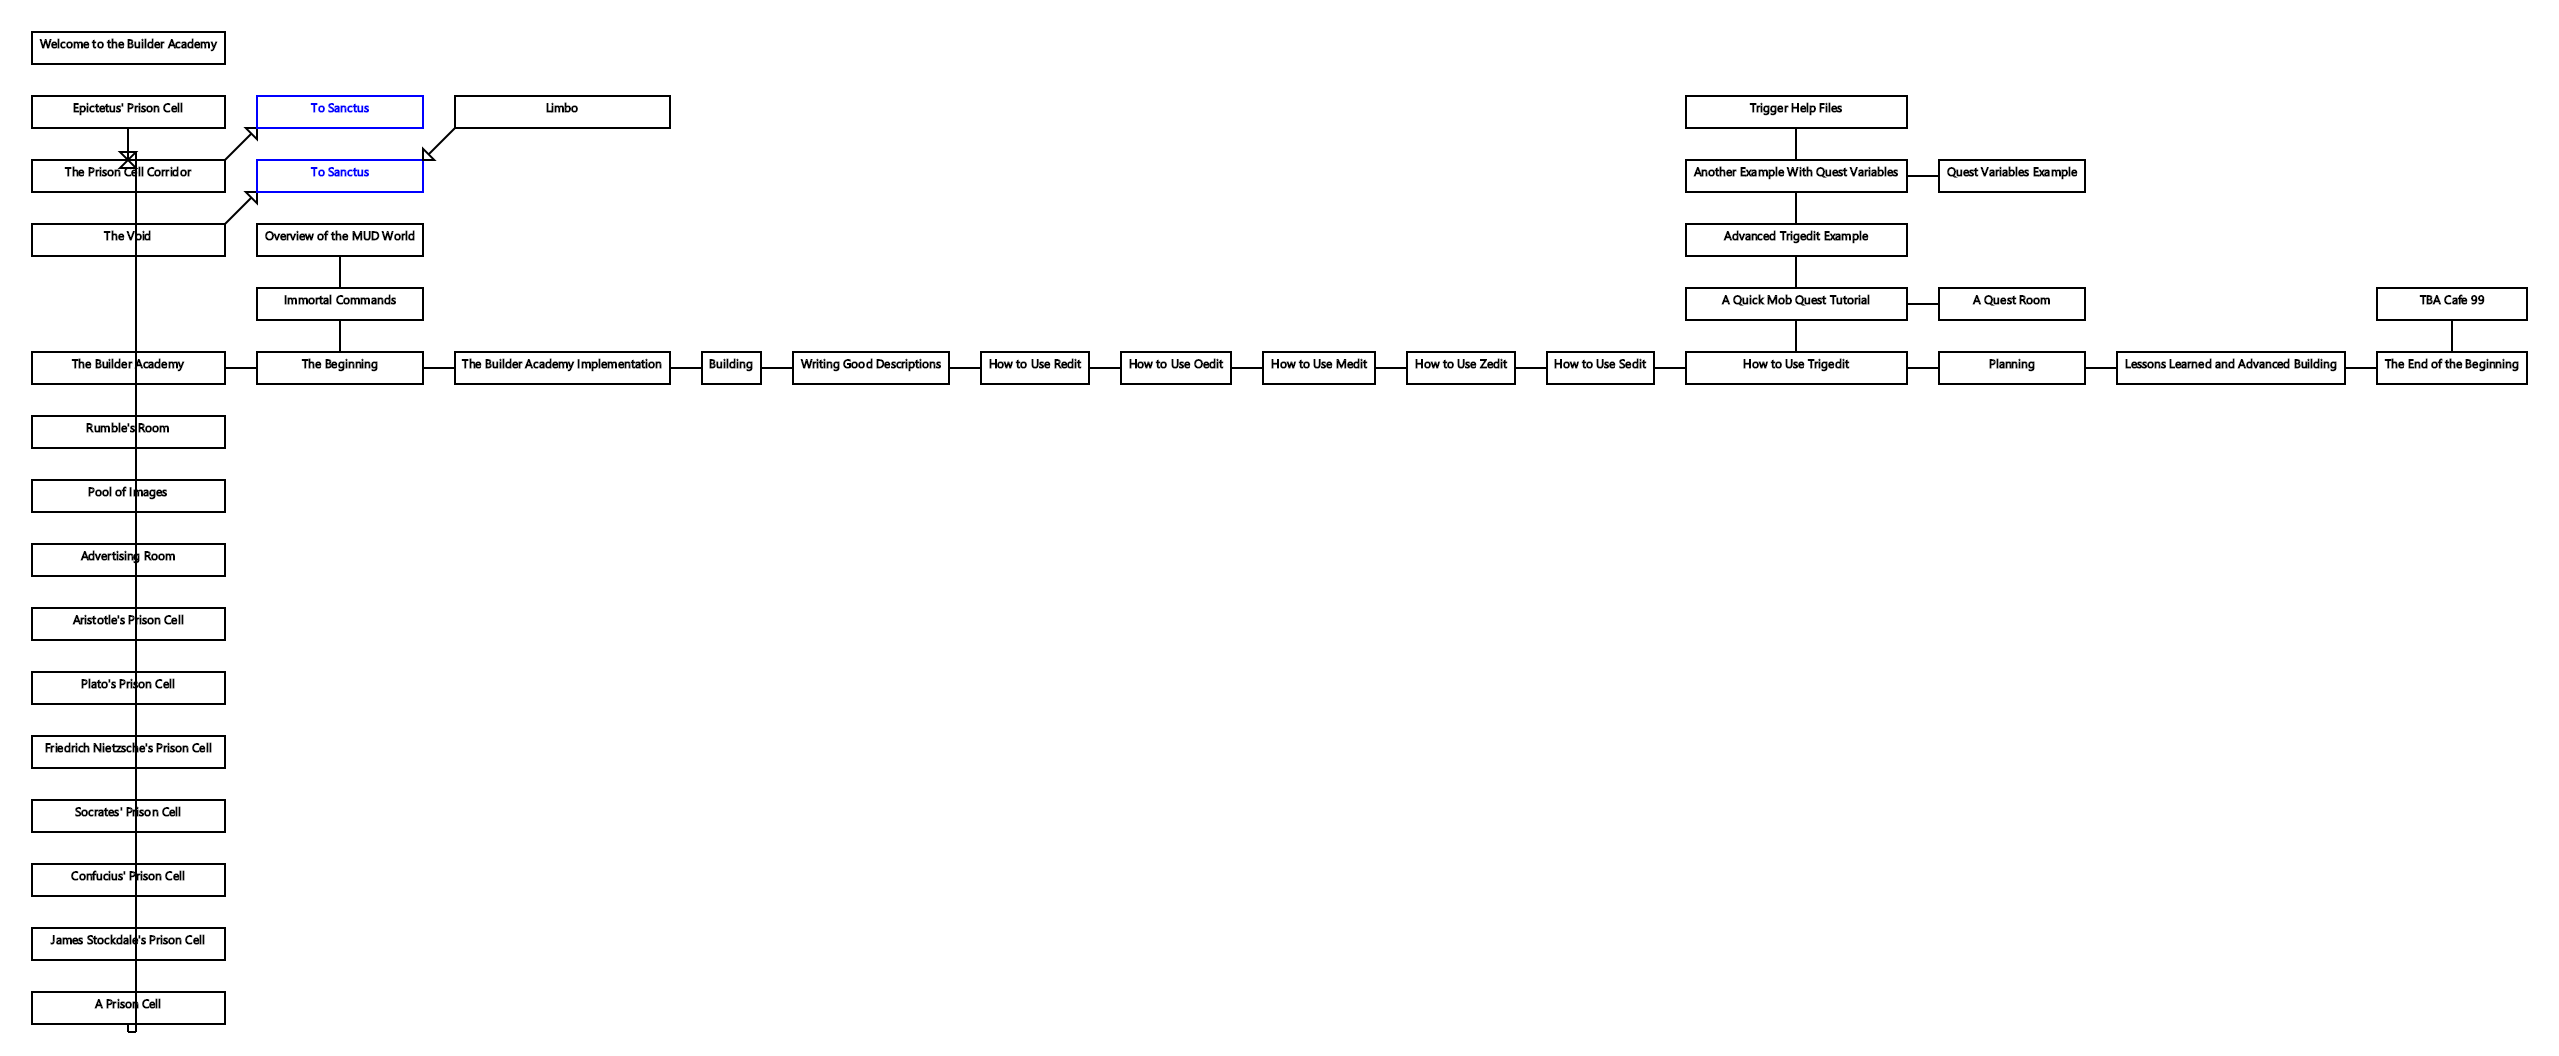 Welcome to the Builder Academy
Epictetus' Prison Cell
To Sanctus
Limbo
Trigger Help Files
The Prison Cell Corridor
To Sanctus
Another Example With Quest Variables
Quest Variables Example
The Void
Overview of the MUD World
Advanced Trigedit Example
Immortal Commands
A Quick Mob Quest Tutorial
A Quest Room
TBA Cafe 99
The Builder Academy
The Beginning
The Builder Academy Implementation
Building
Writing Good Descriptions
How to Use Redit
How to Use Oedit
How to Use Medit
How to Use Zedit
How to Use Sedit
How to Use Trigedit
Planning
Lessons Learned and Advanced Building
The End of the Beginning
Rumble's Room
Pool of Images
Advertising Room
Aristotle's Prison Cell
Plato's Prison Cell
Friedrich Nietzsche's Prison Cell
Socrates' Prison Cell
Confucius' Prison Cell
James Stockdale's Prison Cell
A Prison Cell